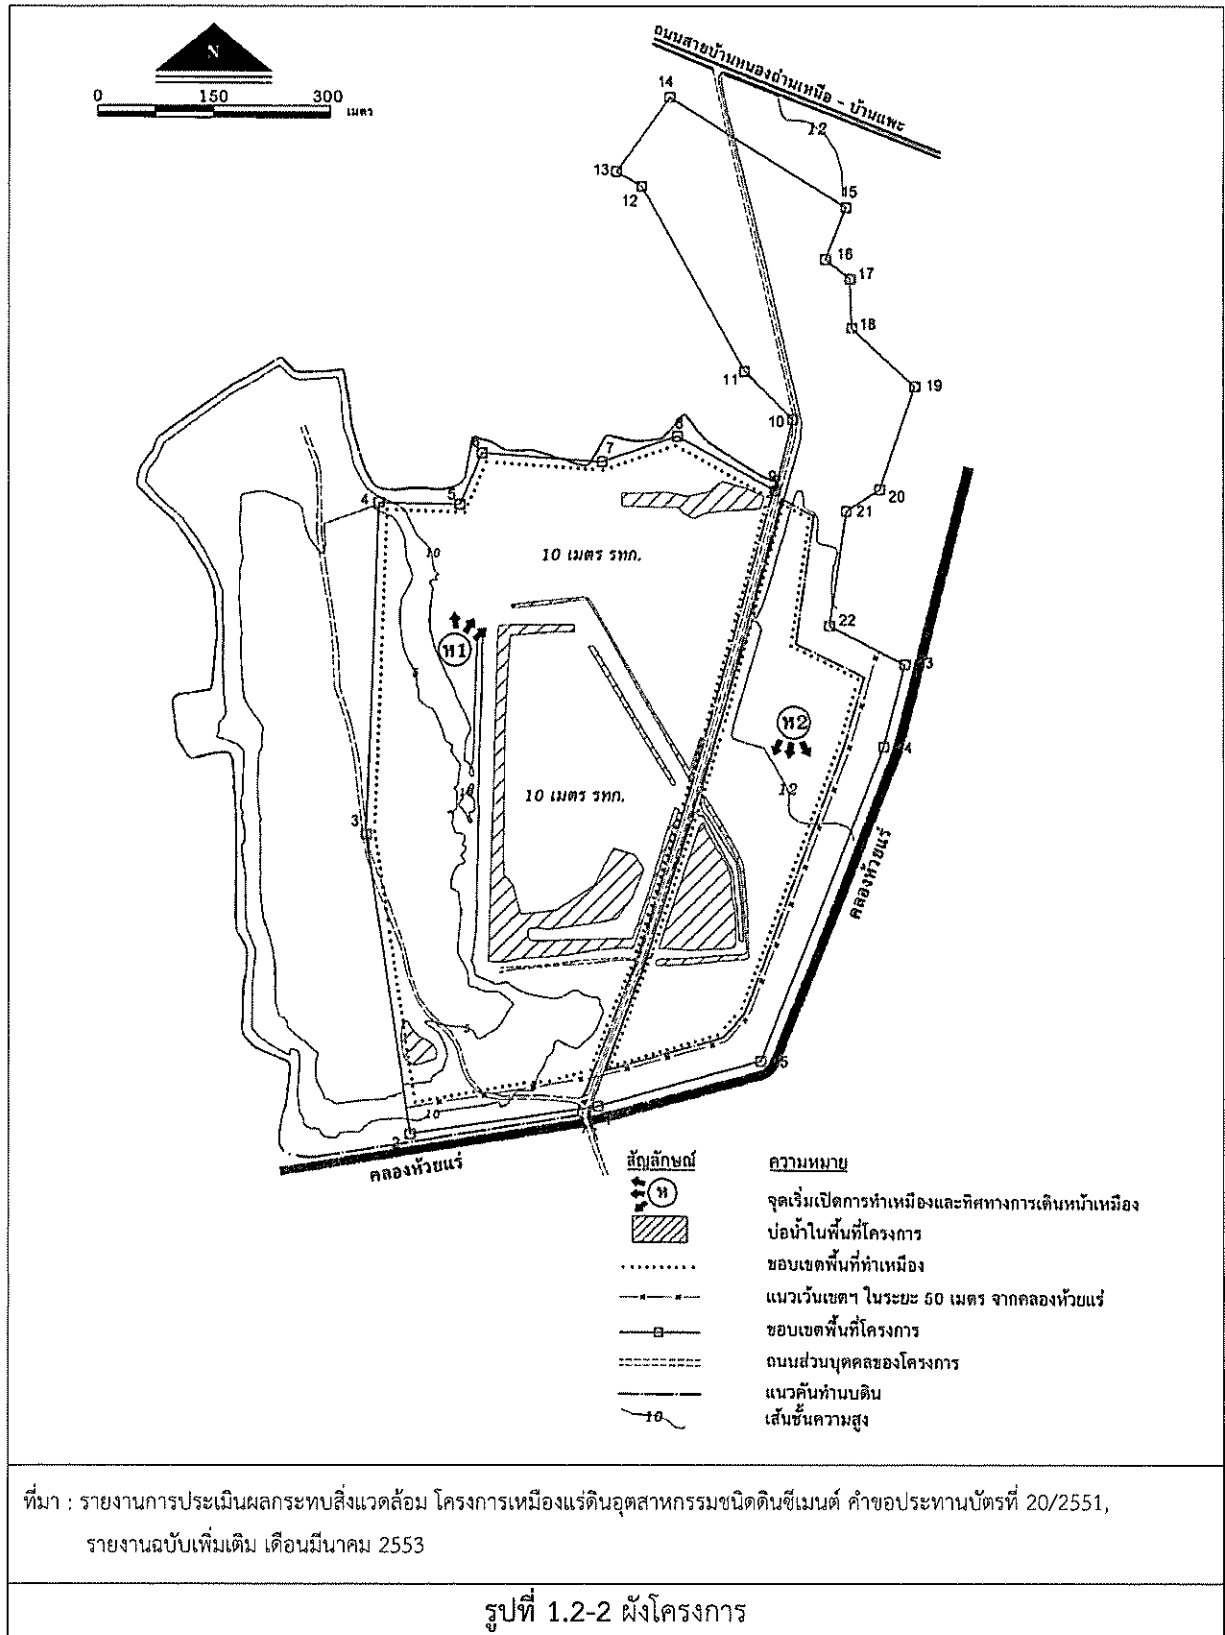 N
0 150 300 เมตร
ถนนสายบ้านหนองถ่านเหนือ - บ้านแพะ
14
12
13
12
15
16
17
18
19
11
10
8
7
6
9
20
21
4
5
10
10 เมตร รทก.
22
ห1
23
ห2
24
12
10 เมตร รทก.
10
3
คลองห้วยแร่
5
25
10
1
2
คลองห้วยแร่
สัญลักษณ์ ความหมาย
ห จุดเริ่มเปิดการทำเหมืองและทิศทางการเดินหน้าเหมือง
บ่อน้ำในพื้นที่โครงการ
ขอบเขตพื้นที่ทำเหมือง
แนวเว้นเขตฯ ในระยะ 50 เมตร จากคลองห้วยแร่
ขอบเขตพื้นที่โครงการ
ถนนส่วนบุคคลของโครงการ
แนวคันทำนบดิน
10 เส้นชั้นความสูง
ที่มา : รายงานการประเมินผลกระทบสิ่งแวดล้อม โครงการเหมืองแร่ดินอุตสาหกรรมชนิดดินซีเมนต์ คำขอประทานบัตรที่ 20/2551,
รายงานฉบับเพิ่มเติม เดือนมีนาคม 2553
รูปที่ 1.2-2 ผังโครงการ